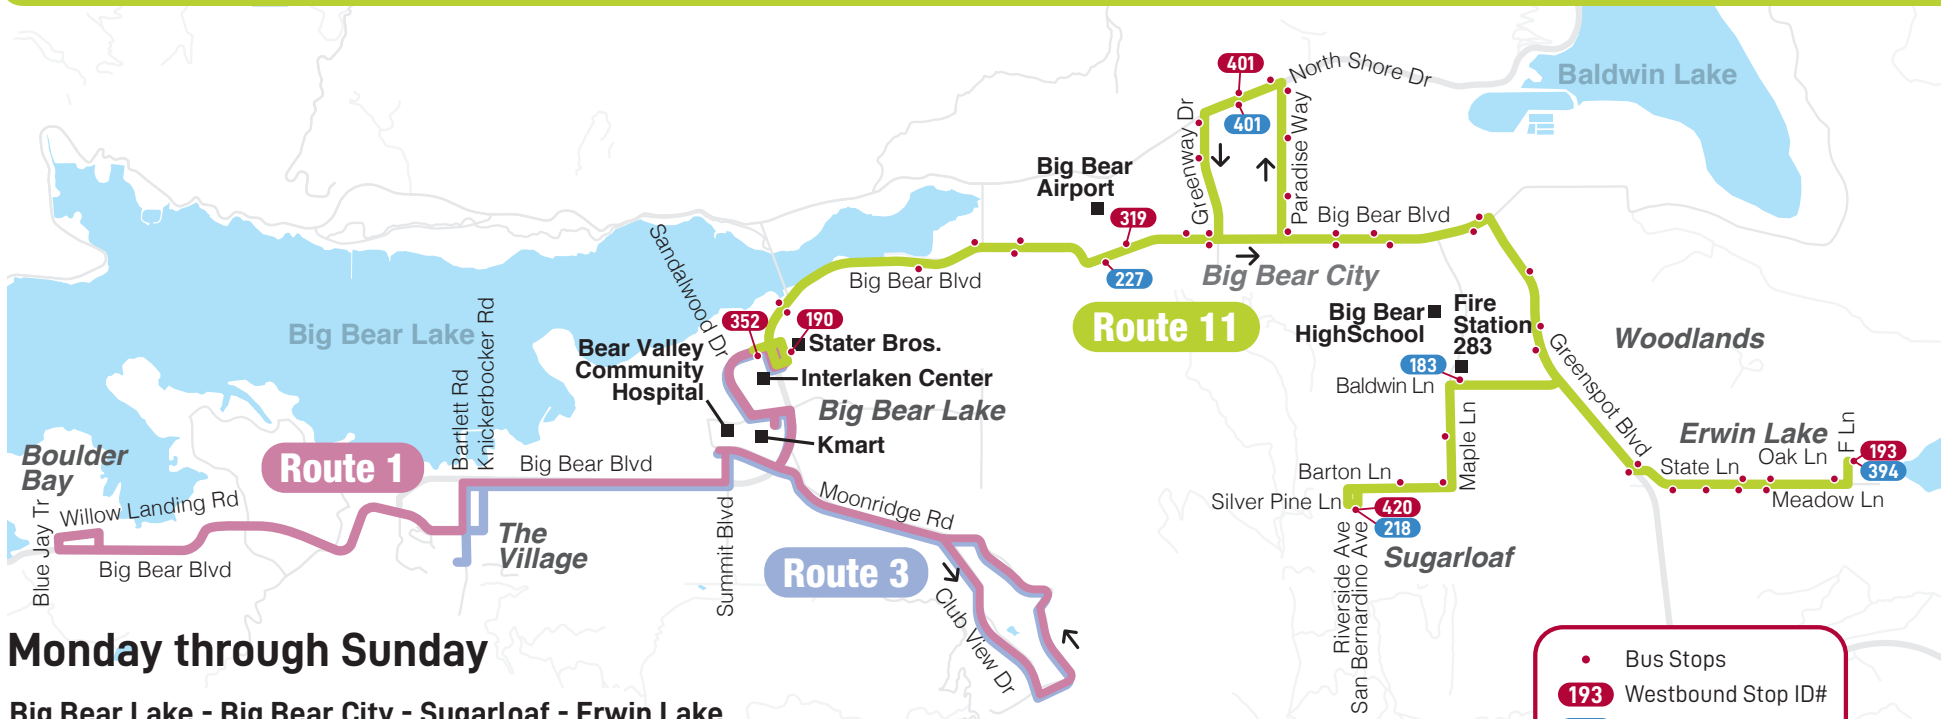 401
North Shore Dr
Baldwin Lake
401
Greenway Dr
Paradise Way
Big Bear
Airport
319
Big Bear Blvd
227
Big Bear City
Sandalwood Dr
Big Bear Blvd
Route 11
Big Bear
HighSchool
Fire
Station
283
Woodlands
Big Bear Lake
Knickerbocker Rd
Bartlett Rd
352
190
Stater Bros.
Bear Valley
Community
Hospital
Interlaken Center
Big Bear Lake
Kmart
183
Baldwin Ln
Greenspot Blvd
Maple Ln
Erwin Lake
Oak Ln
F Ln
193
394
State Ln
Meadow Ln
Barton Ln
Silver Pine Ln
420
218
Sugarloaf
Riverside Ave
San Bernardino Ave
Boulder
Bay
Route 1
Big Bear Blvd
Willow Landing Rd
Blue Jay Tr
Big Bear Blvd
The
Village
Summit Blvd
Moonridge Rd
Route 3
Club View Dr
Monday through Sunday
Big Bear Lake - Big Bear City - Sugarloaf - Erwin Lake
Bus Stops
193 Westbound Stop ID#